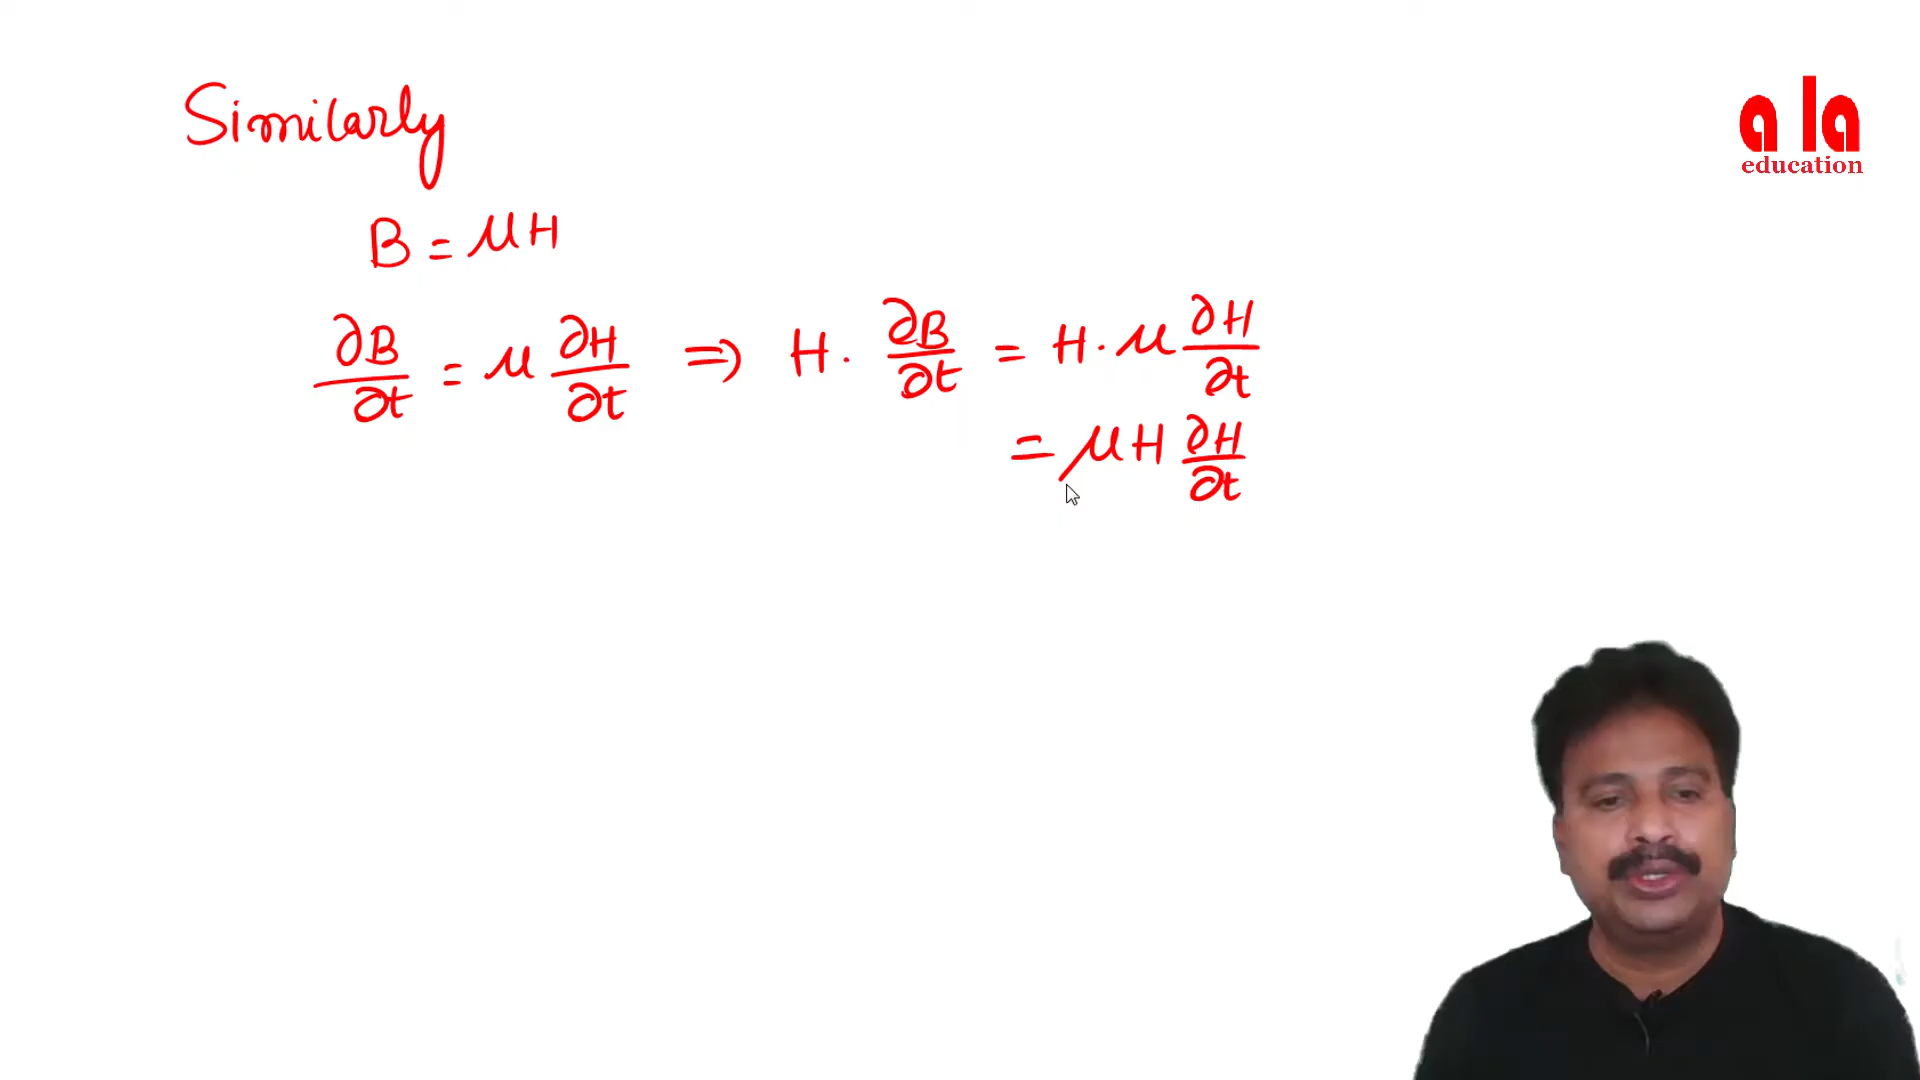 Similarly
a la
education
B = μH
∂B/∂t = μ ∂H/∂t ⇒ H · ∂B/∂t = H · μ ∂H/∂t
= μH ∂H/∂t